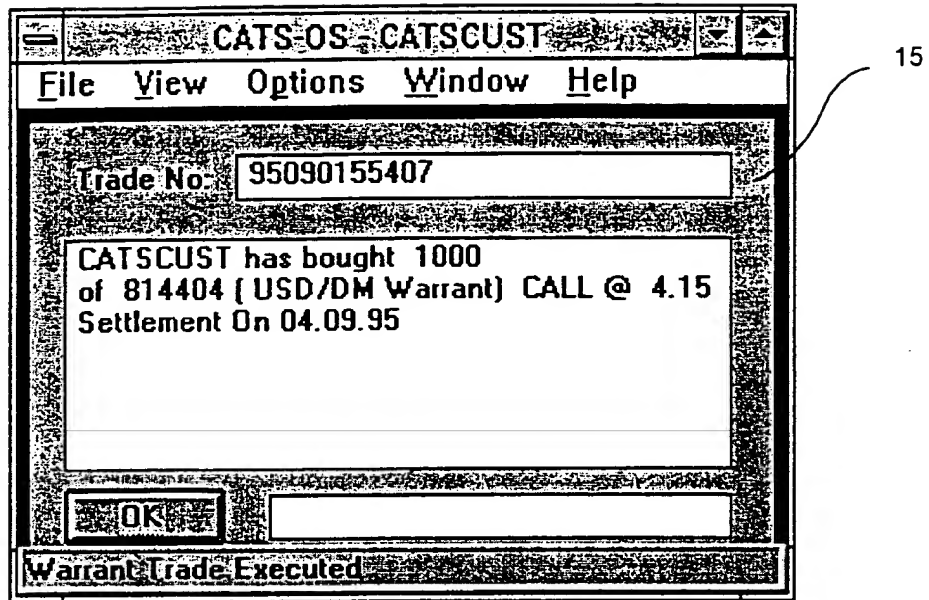 CATS-OS - CATSCUST
15
File View Options Window Help
Trade No: 95090155407
CATSCUST has bought 1000
of 814404 ( USD/DM Warrant) CALL @ 4.15
Settlement On 04.09.95
OK
Warrant Trade Executed